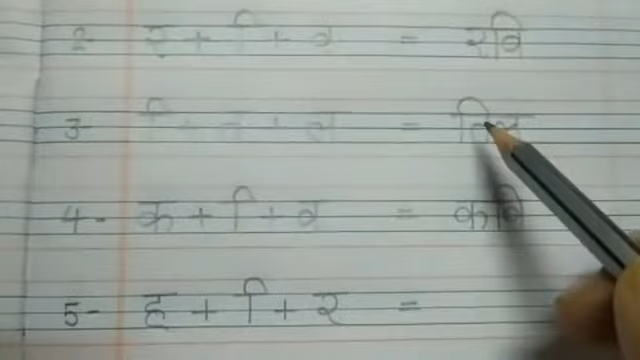 2- र + ि + व = रवि
3- ि + त + ल =
4- क + ि + व = कवि
5- ह + ि + र =